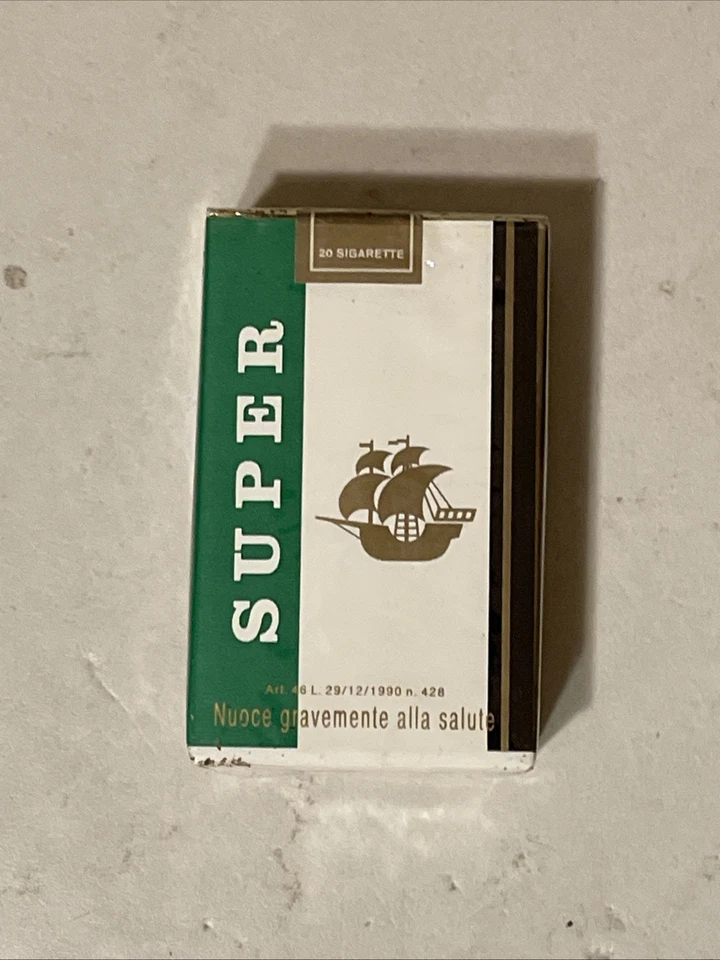 20 SIGARETTE
SUPER
Art. 46 L. 29/12/1990 n. 428
Nuoce gravemente alla salute